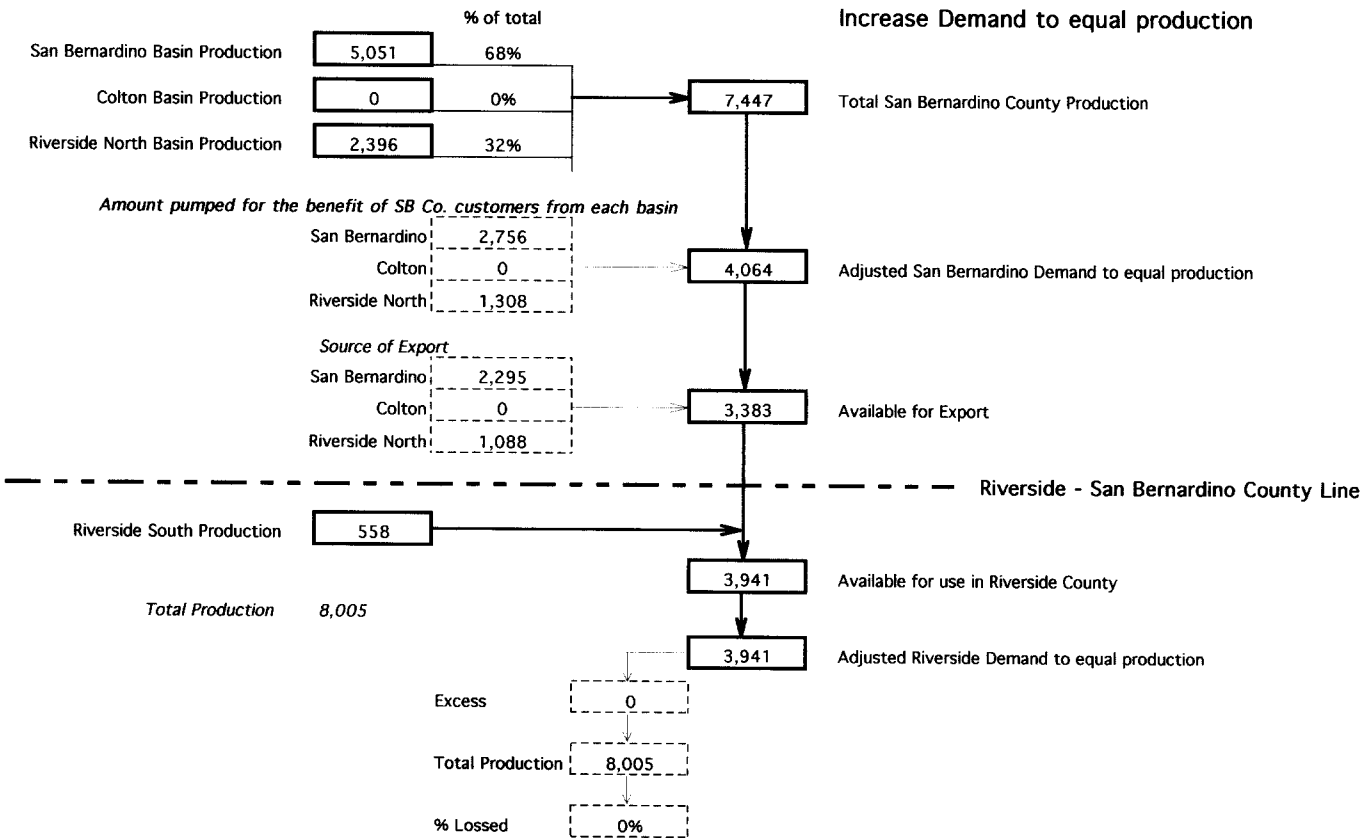 % of total
Increase Demand to equal production
San Bernardino Basin Production 5,051 68%
Colton Basin Production 0 0% 7,447 Total San Bernardino County Production
Riverside North Basin Production 2,396 32%
Amount pumped for the benefit of SB Co. customers from each basin
San Bernardino 2,756
Colton 0 4,064 Adjusted San Bernardino Demand to equal production
Riverside North 1,308
Source of Export
San Bernardino 2,295
Colton 0 3,383 Available for Export
Riverside North 1,088
Riverside - San Bernardino County Line
Riverside South Production 558
3,941 Available for use in Riverside County
Total Production 8,005
3,941 Adjusted Riverside Demand to equal production
Excess 0
Total Production 8,005
% Lossed 0%